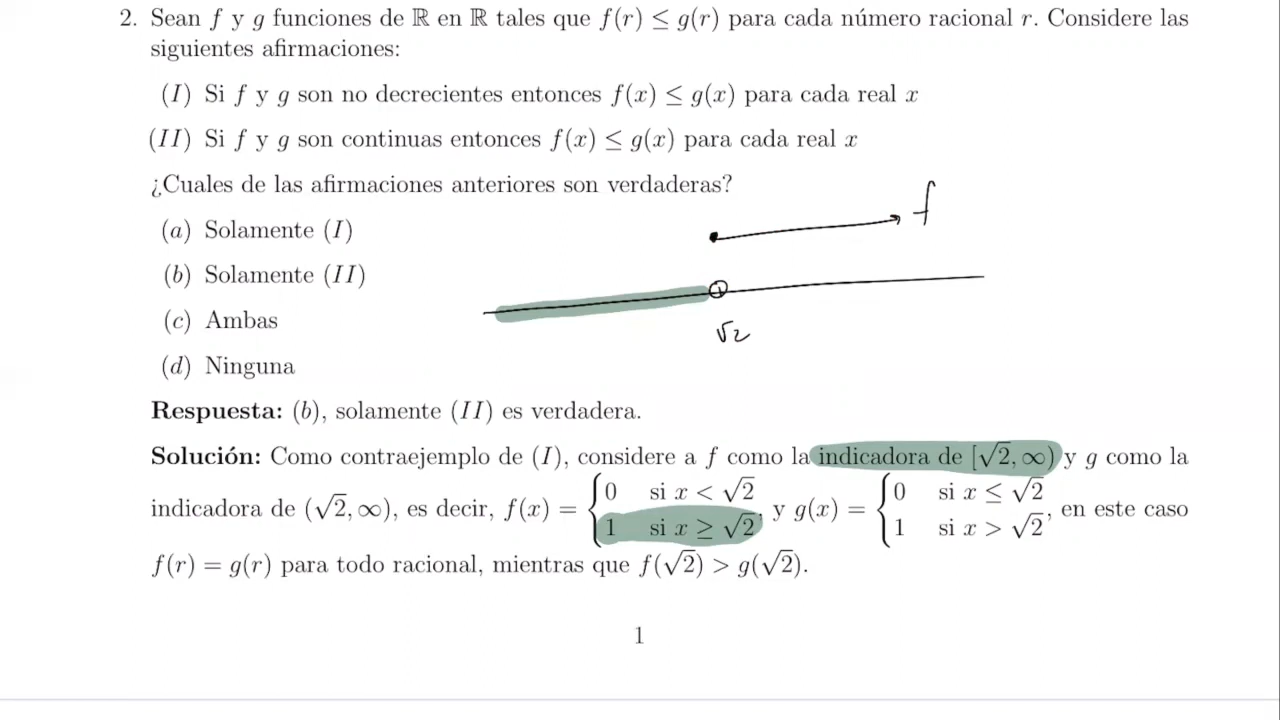 2. Sean f y g funciones de ℝ en ℝ tales que f(r) ≤ g(r) para cada número racional r. Considere las
siguientes afirmaciones:
(I) Si f y g son no decrecientes entonces f(x) ≤ g(x) para cada real x
(II) Si f y g son continuas entonces f(x) ≤ g(x) para cada real x
¿Cuales de las afirmaciones anteriores son verdaderas?
f
(a) Solamente (I)
(b) Solamente (II)
(c) Ambas
√2
(d) Ninguna
Respuesta: (b), solamente (II) es verdadera.
Solución: Como contraejemplo de (I), considere a f como la indicadora de [√2, ∞) y g como la
indicadora de (√2, ∞), es decir, f(x) = {0 si x < √2 1 si x ≥ √2, y g(x) = {0 si x ≤ √2 1 si x > √2, en este caso
f(r) = g(r) para todo racional, mientras que f(√2) > g(√2).
1